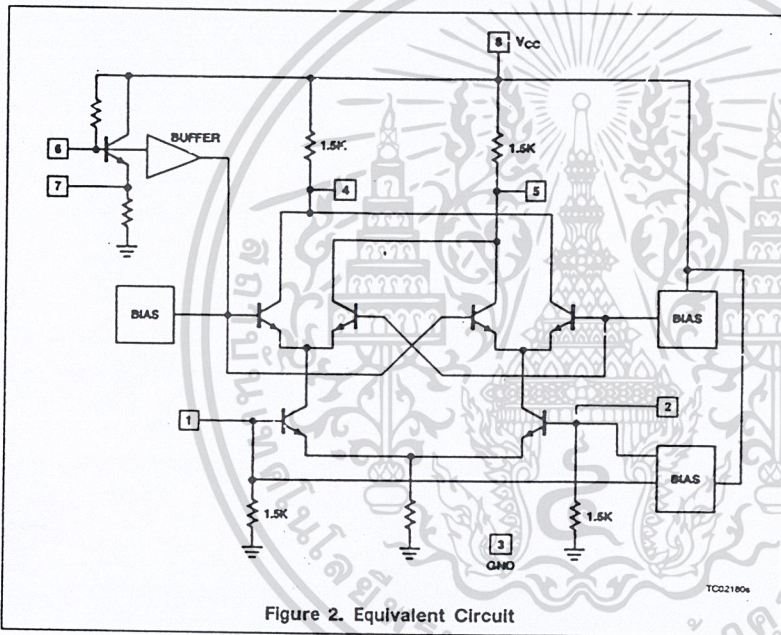 8 VCC
6
BUFFER
1.5K
1.5K
7
4
5
BIAS
BIAS
1
2
BIAS
1.5K
1.5K
3
GND
TC02180s
Figure 2. Equivalent Circuit